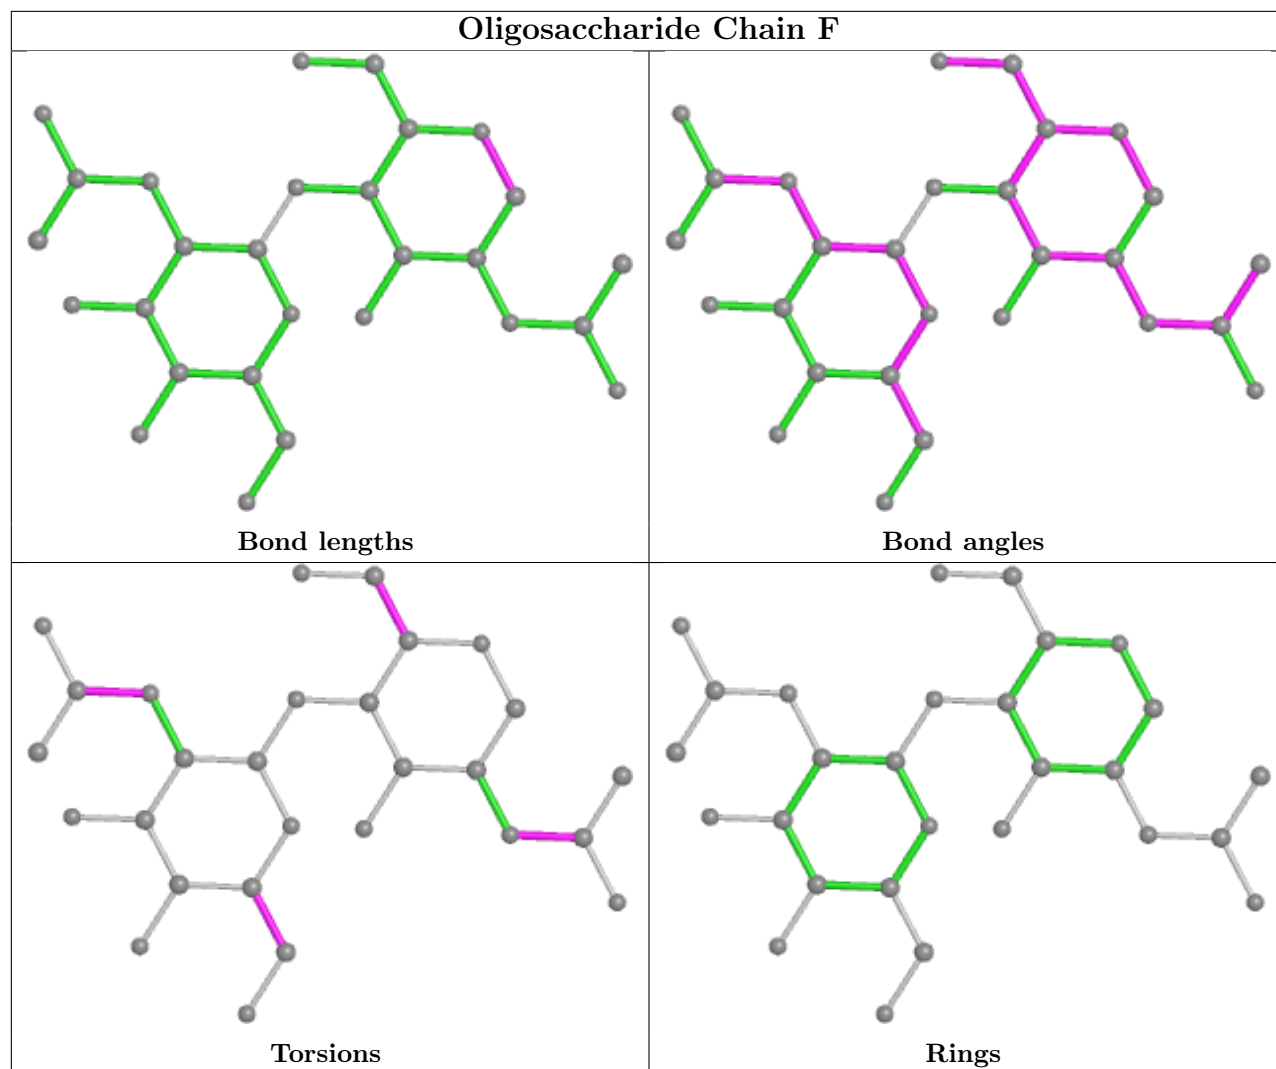 Oligosaccharide Chain F
Bond lengths
Bond angles
Torsions
Rings